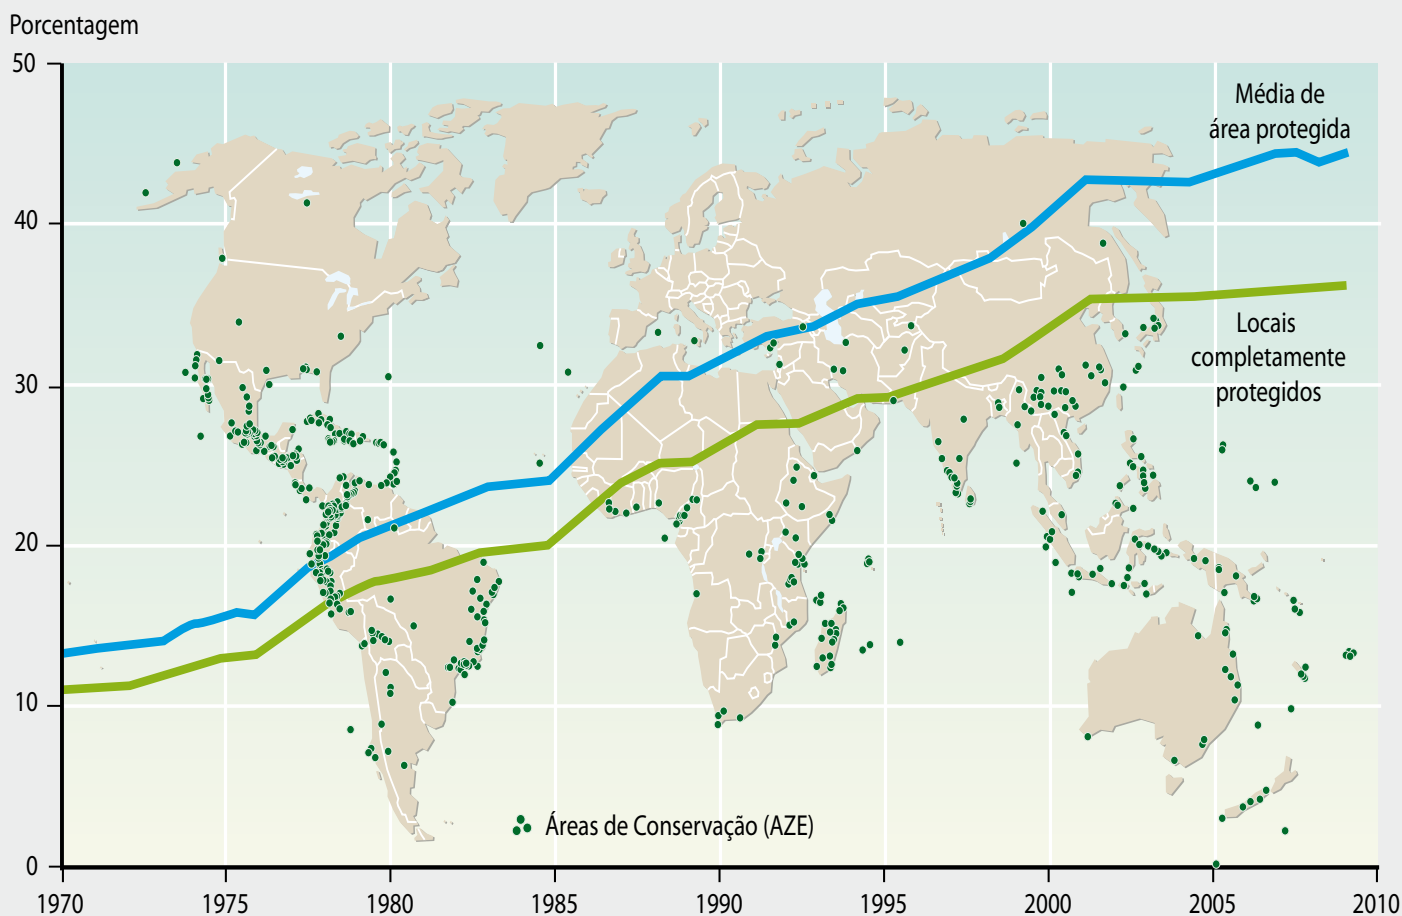 Porcentagem
50
40
30
20
10
0
Média de
área protegida
Locais
completamente
protegidos
Áreas de Conservação (AZE)
1970 1975 1980 1985 1990 1995 2000 2005 2010